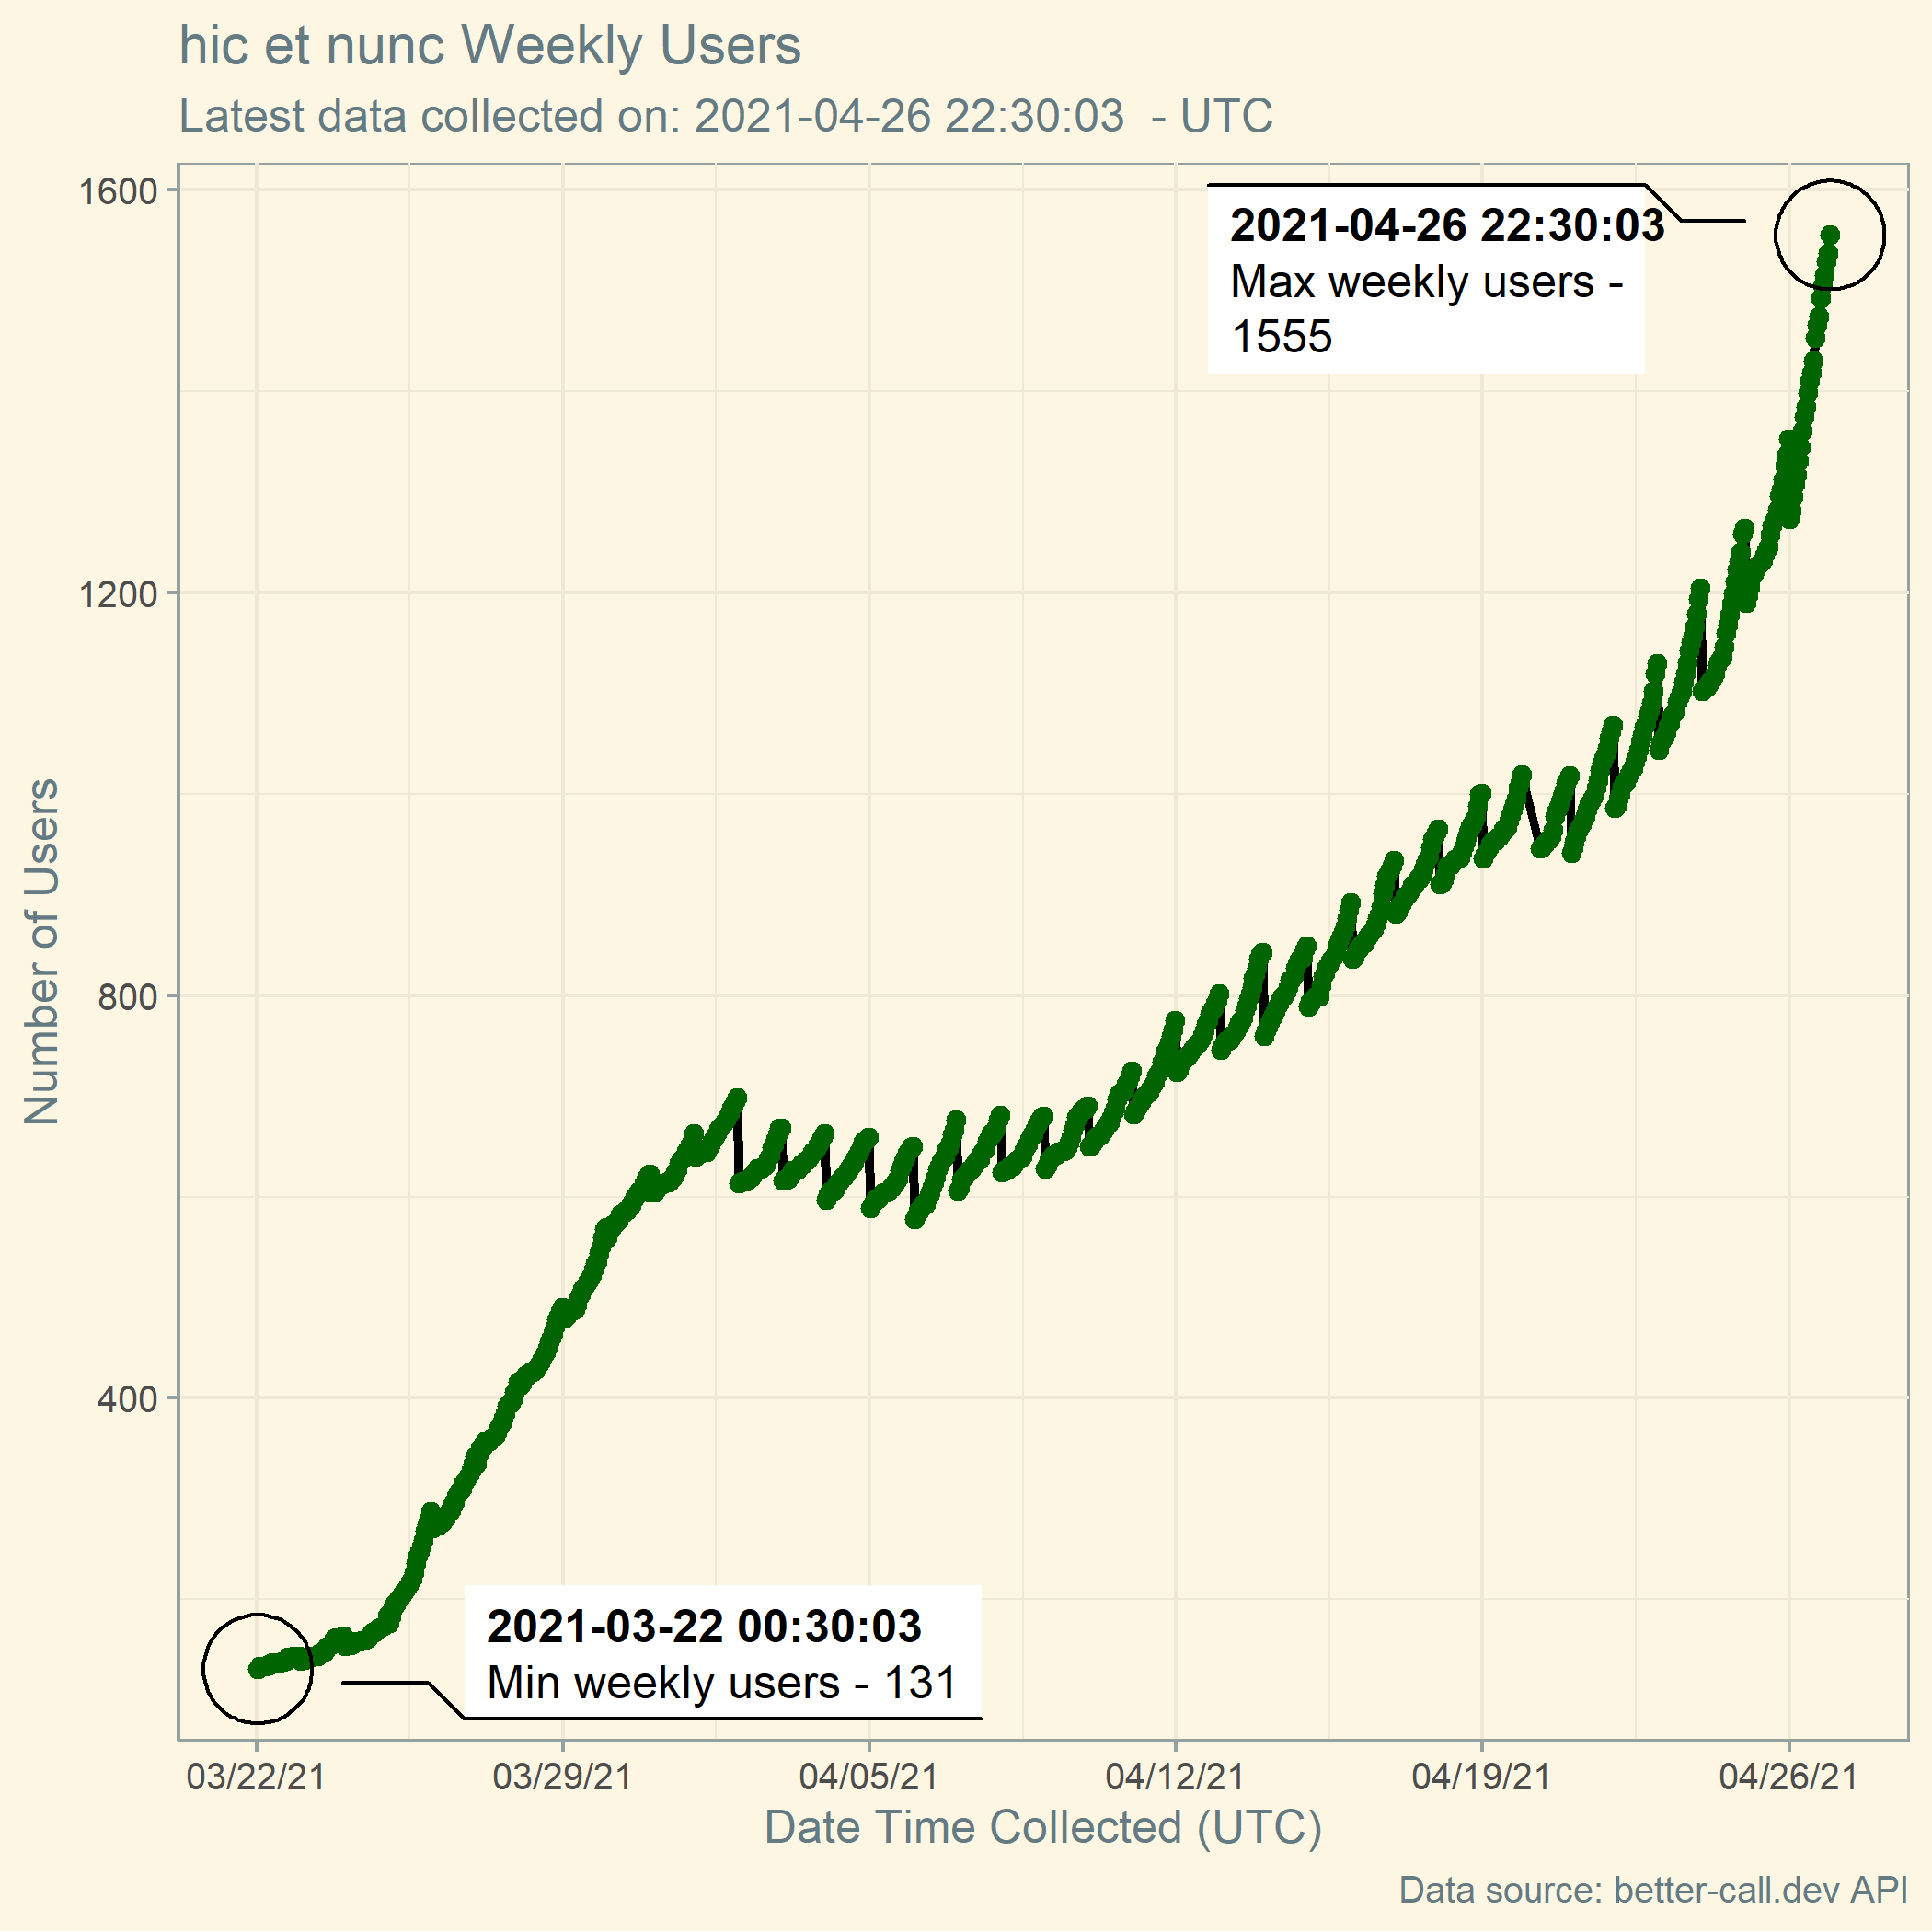 hic et nunc Weekly Users
Latest data collected on: 2021-04-26 22:30:03  - UTC
1600
1200
800
400
Number of Users
2021-04-26 22:30:03
Max weekly users -
1555
2021-03-22 00:30:03
Min weekly users - 131
03/22/21 03/29/21 04/05/21 04/12/21 04/19/21 04/26/21
Date Time Collected (UTC)
Data source: better-call.dev API